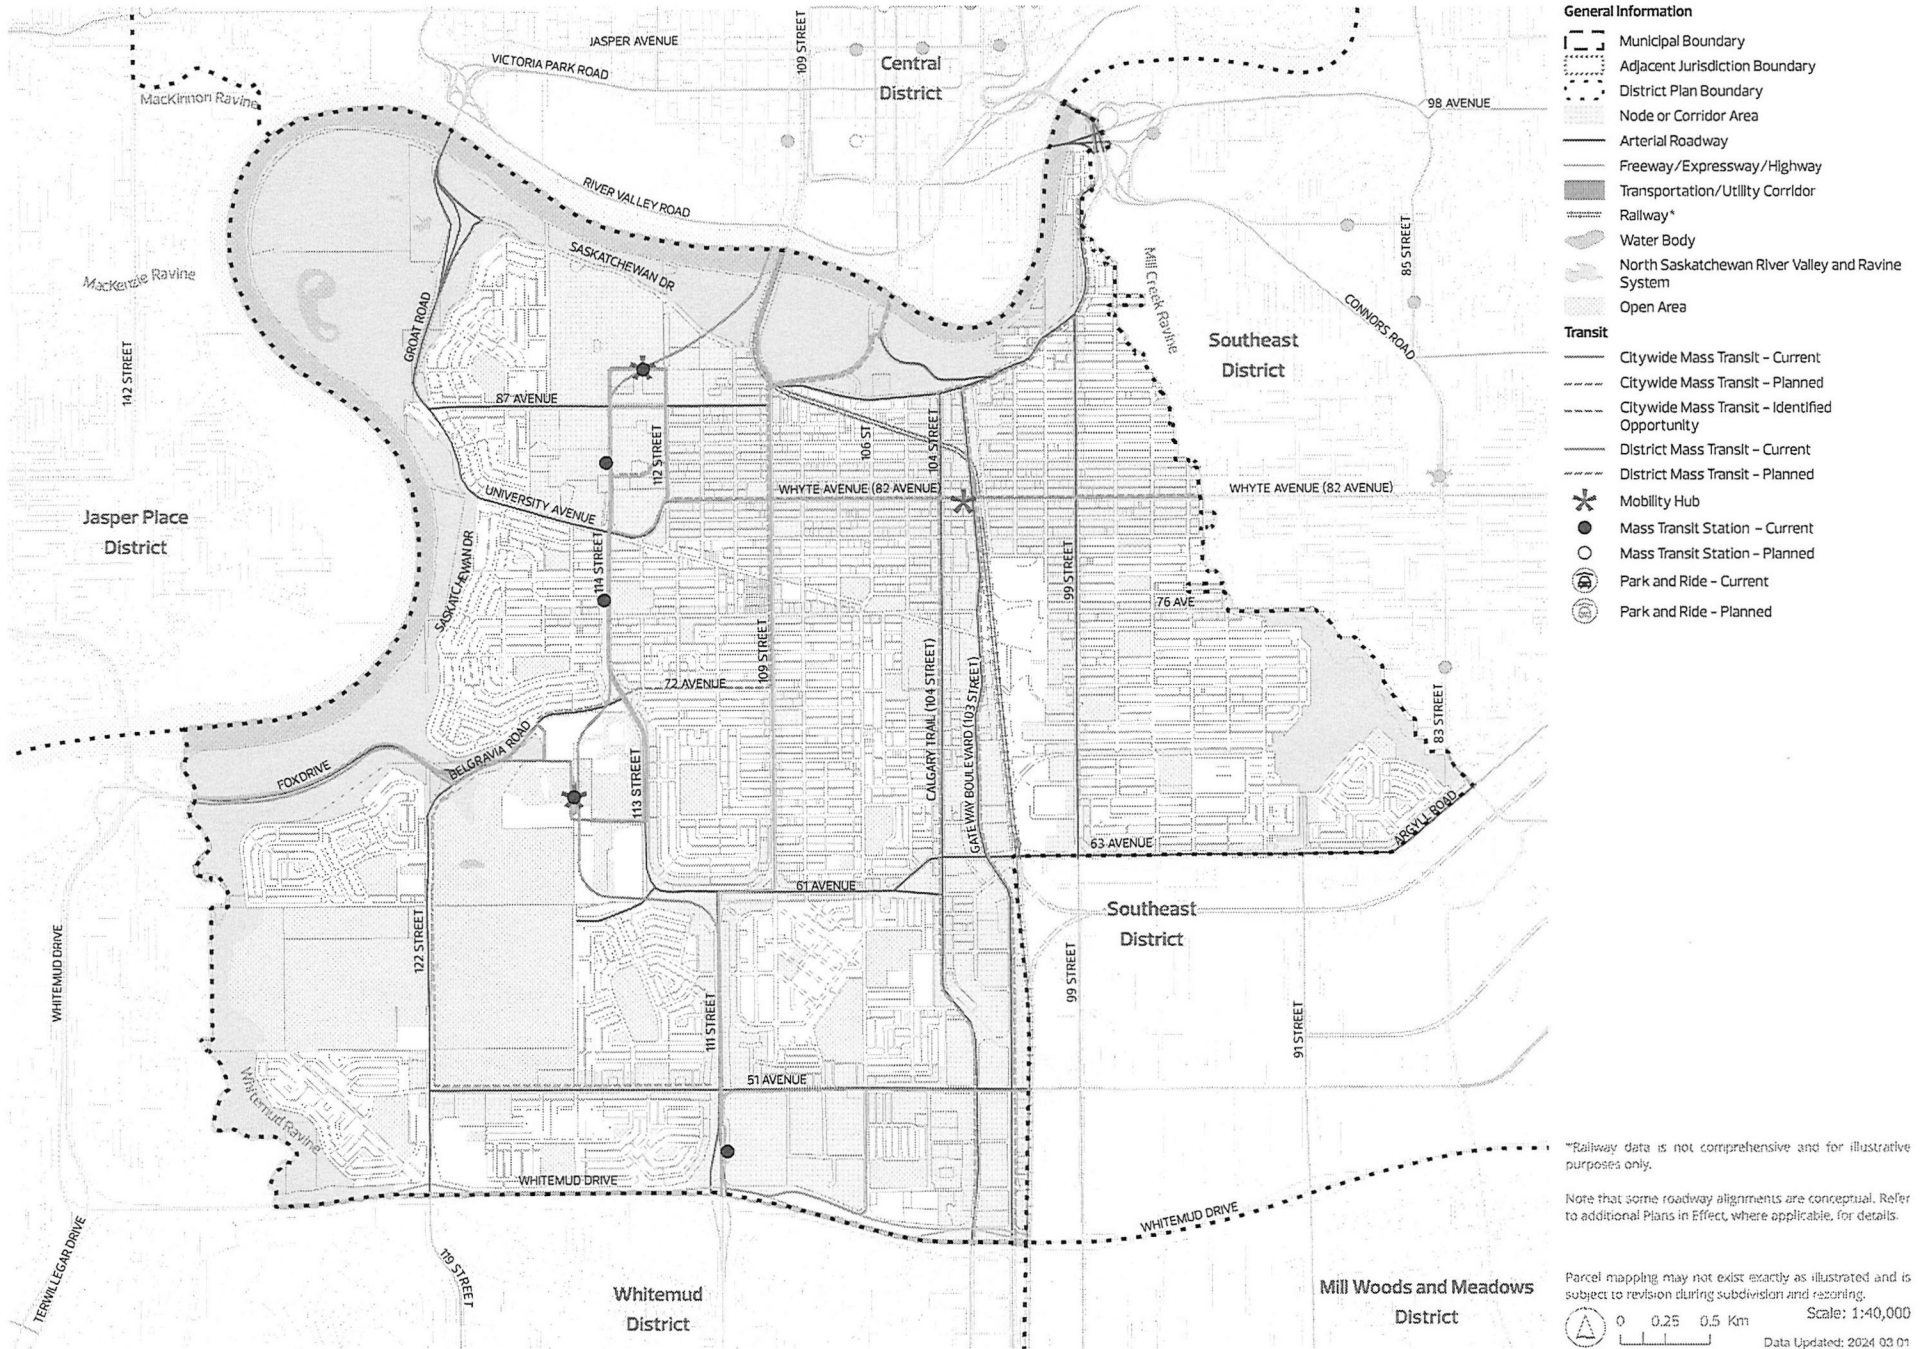 JASPER AVENUE
VICTORIA PARK ROAD
109 STREET
Central
District
MacKinnon Ravine
98 AVENUE
RIVER VALLEY ROAD
SASKATCHEWAN DR
MacKenzie Ravine
142 STREET
GROAT ROAD
Mill Creek Ravine
85 STREET
CONNORS ROAD
Southeast
District
87 AVENUE
112 STREET
106 ST
104 STREET
WHYTE AVENUE (82 AVENUE)
WHYTE AVENUE (82 AVENUE)
UNIVERSITY AVENUE
Jasper Place
District
SASKATCHEWAN DR
114 STREET
99 STREET
76 AVE
109 STREET
72 AVENUE
CALGARY TRAIL (104 STREET)
GATEWAY BOULEVARD (103 STREET)
83 STREET
BELGRAVIA ROAD
FOX DRIVE
113 STREET
63 AVENUE
ARGYLL ROAD
61 AVENUE
Southeast
District
122 STREET
WHITEMUD DRIVE
99 STREET
111 STREET
91 STREET
51 AVENUE
Whitemud Ravine
WHITEMUD DRIVE
WHITEMUD DRIVE
TERWILLEGAR DRIVE
119 STREET
Whitemud
District
Mill Woods and Meadows
District
General Information
Municipal Boundary
Adjacent Jurisdiction Boundary
District Plan Boundary
Node or Corridor Area
Arterial Roadway
Freeway/Expressway/Highway
Transportation/Utility Corridor
Railway*
Water Body
North Saskatchewan River Valley and Ravine
System
Open Area
Transit
Citywide Mass Transit – Current
Citywide Mass Transit – Planned
Citywide Mass Transit – Identified
Opportunity
District Mass Transit – Current
District Mass Transit – Planned
Mobility Hub
Mass Transit Station – Current
Mass Transit Station – Planned
Park and Ride – Current
Park and Ride – Planned
*Railway data is not comprehensive and for illustrative
purposes only.
Note that some roadway alignments are conceptual. Refer
to additional Plans in Effect, where applicable, for details.
Parcel mapping may not exist exactly as illustrated and is
subject to revision during subdivision and rezoning.
Scale: 1:40,000
0 0.25 0.5 Km
Data Updated: 2024 03 01